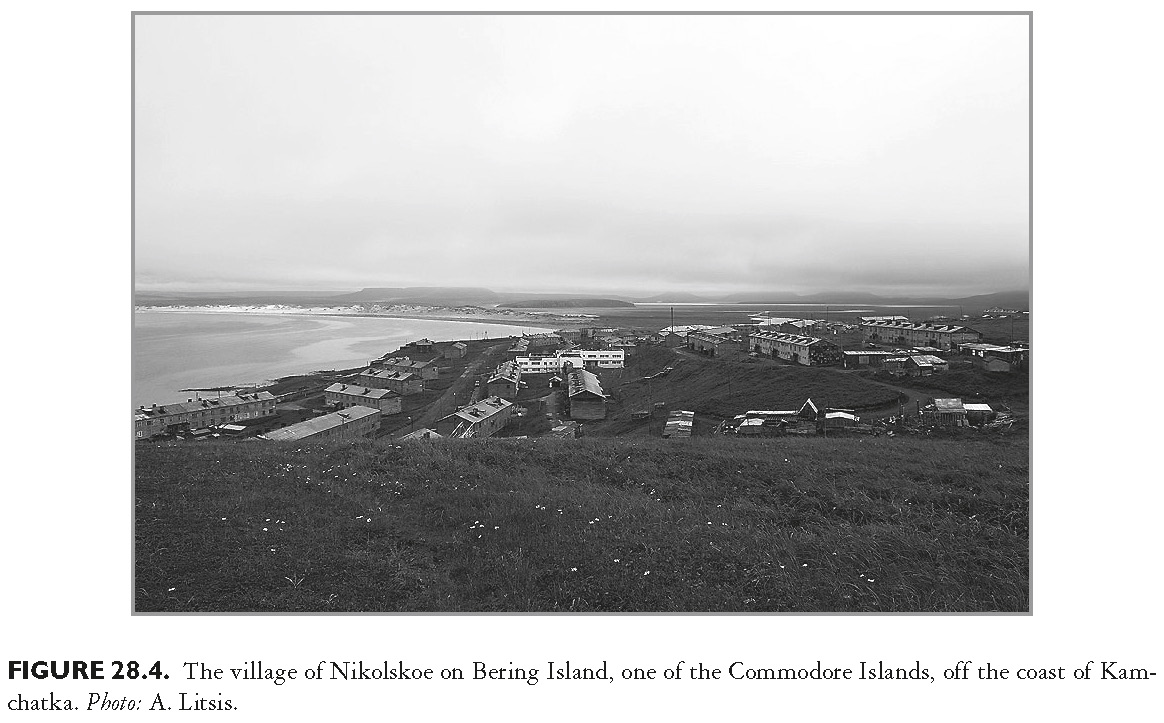 FIGURE 28.4. The village of Nikolskoe on Bering Island, one of the Commodore Islands, off the coast of Kam-
chatka. Photo: A. Litsis.